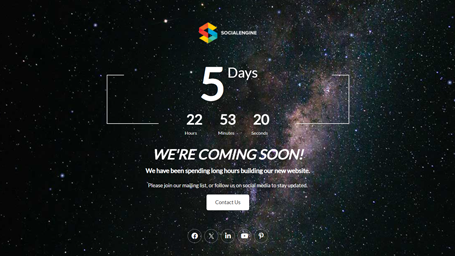 SOCIALENGINE
5 Days
22 53 20
Hours Minutes Seconds
WE'RE COMING SOON!
We have been spending long hours building our new website.
Please join our mailing list, or follow us on social media to stay updated.
Contact Us